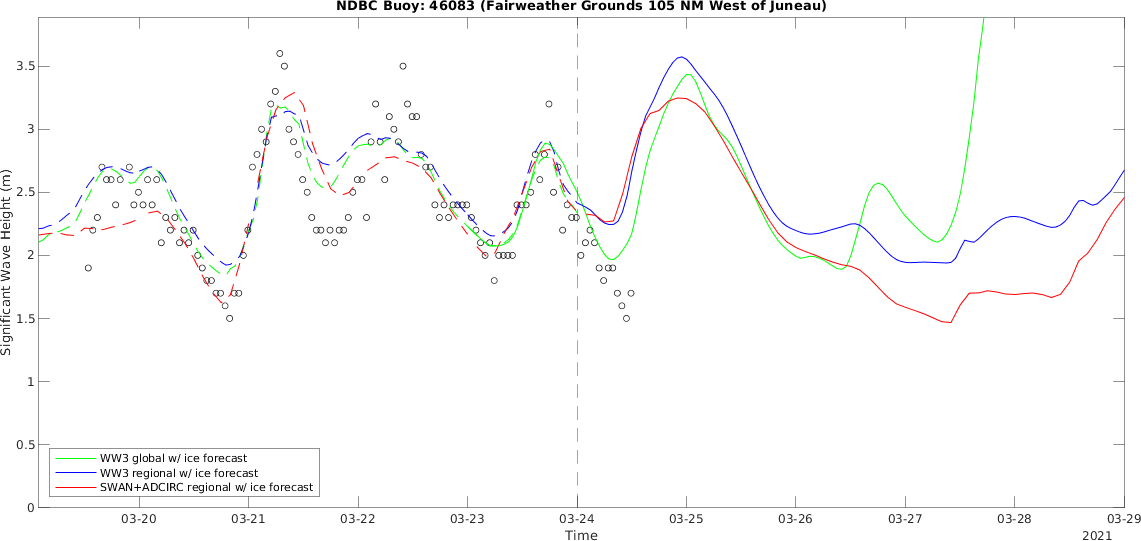 NDBC Buoy: 46083 (Fairweather Grounds 105 NM West of Juneau)
Significant Wave Height (m)
3.5
3
2.5
2
1.5
1
0.5
0
WW3 global w/ ice forecast
WW3 regional w/ ice forecast
SWAN+ADCIRC regional w/ ice forecast
03-20 03-21 03-22 03-23 03-24 03-25 03-26 03-27 03-28 03-29
Time
2021